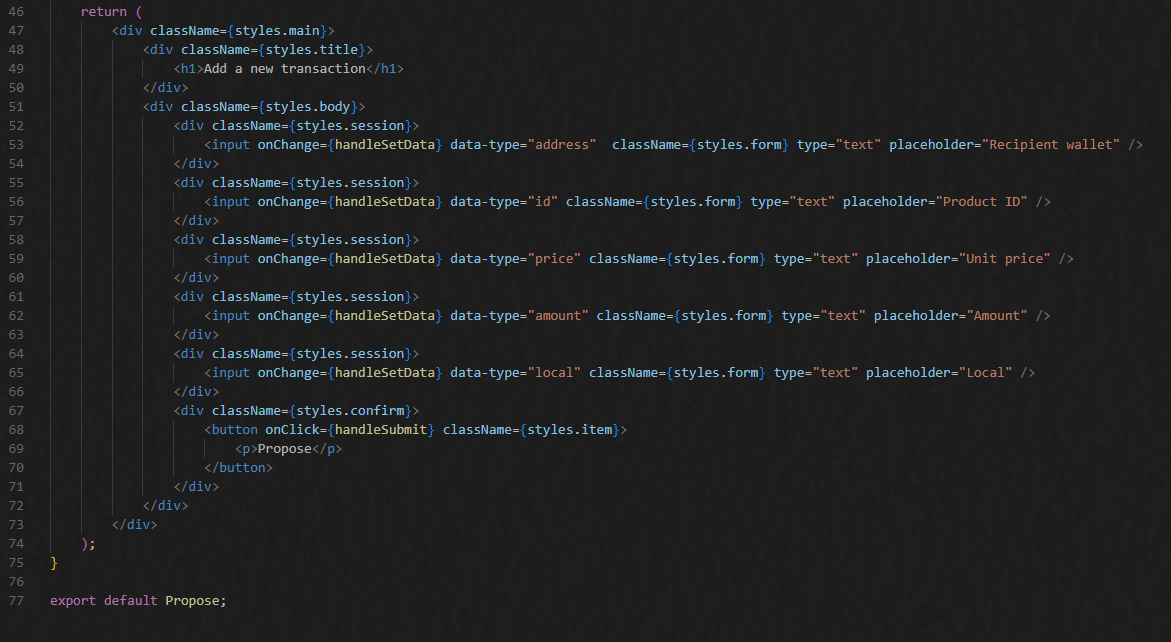 46 return (
47 <div className={styles.main}>
48 <div className={styles.title}>
49 <h1>Add a new transaction</h1>
50 </div>
51 <div className={styles.body}>
52 <div className={styles.session}>
53 <input onChange={handleSetData} data-type="address"  className={styles.form} type="text" placeholder="Recipient wallet" />
54 </div>
55 <div className={styles.session}>
56 <input onChange={handleSetData} data-type="id" className={styles.form} type="text" placeholder="Product ID" />
57 </div>
58 <div className={styles.session}>
59 <input onChange={handleSetData} data-type="price" className={styles.form} type="text" placeholder="Unit price" />
60 </div>
61 <div className={styles.session}>
62 <input onChange={handleSetData} data-type="amount" className={styles.form} type="text" placeholder="Amount" />
63 </div>
64 <div className={styles.session}>
65 <input onChange={handleSetData} data-type="local" className={styles.form} type="text" placeholder="Local" />
66 </div>
67 <div className={styles.confirm}>
68 <button onClick={handleSubmit} className={styles.item}>
69 <p>Propose</p>
70 </button>
71 </div>
72 </div>
73 </div>
74 );
75 }
76
77 export default Propose;